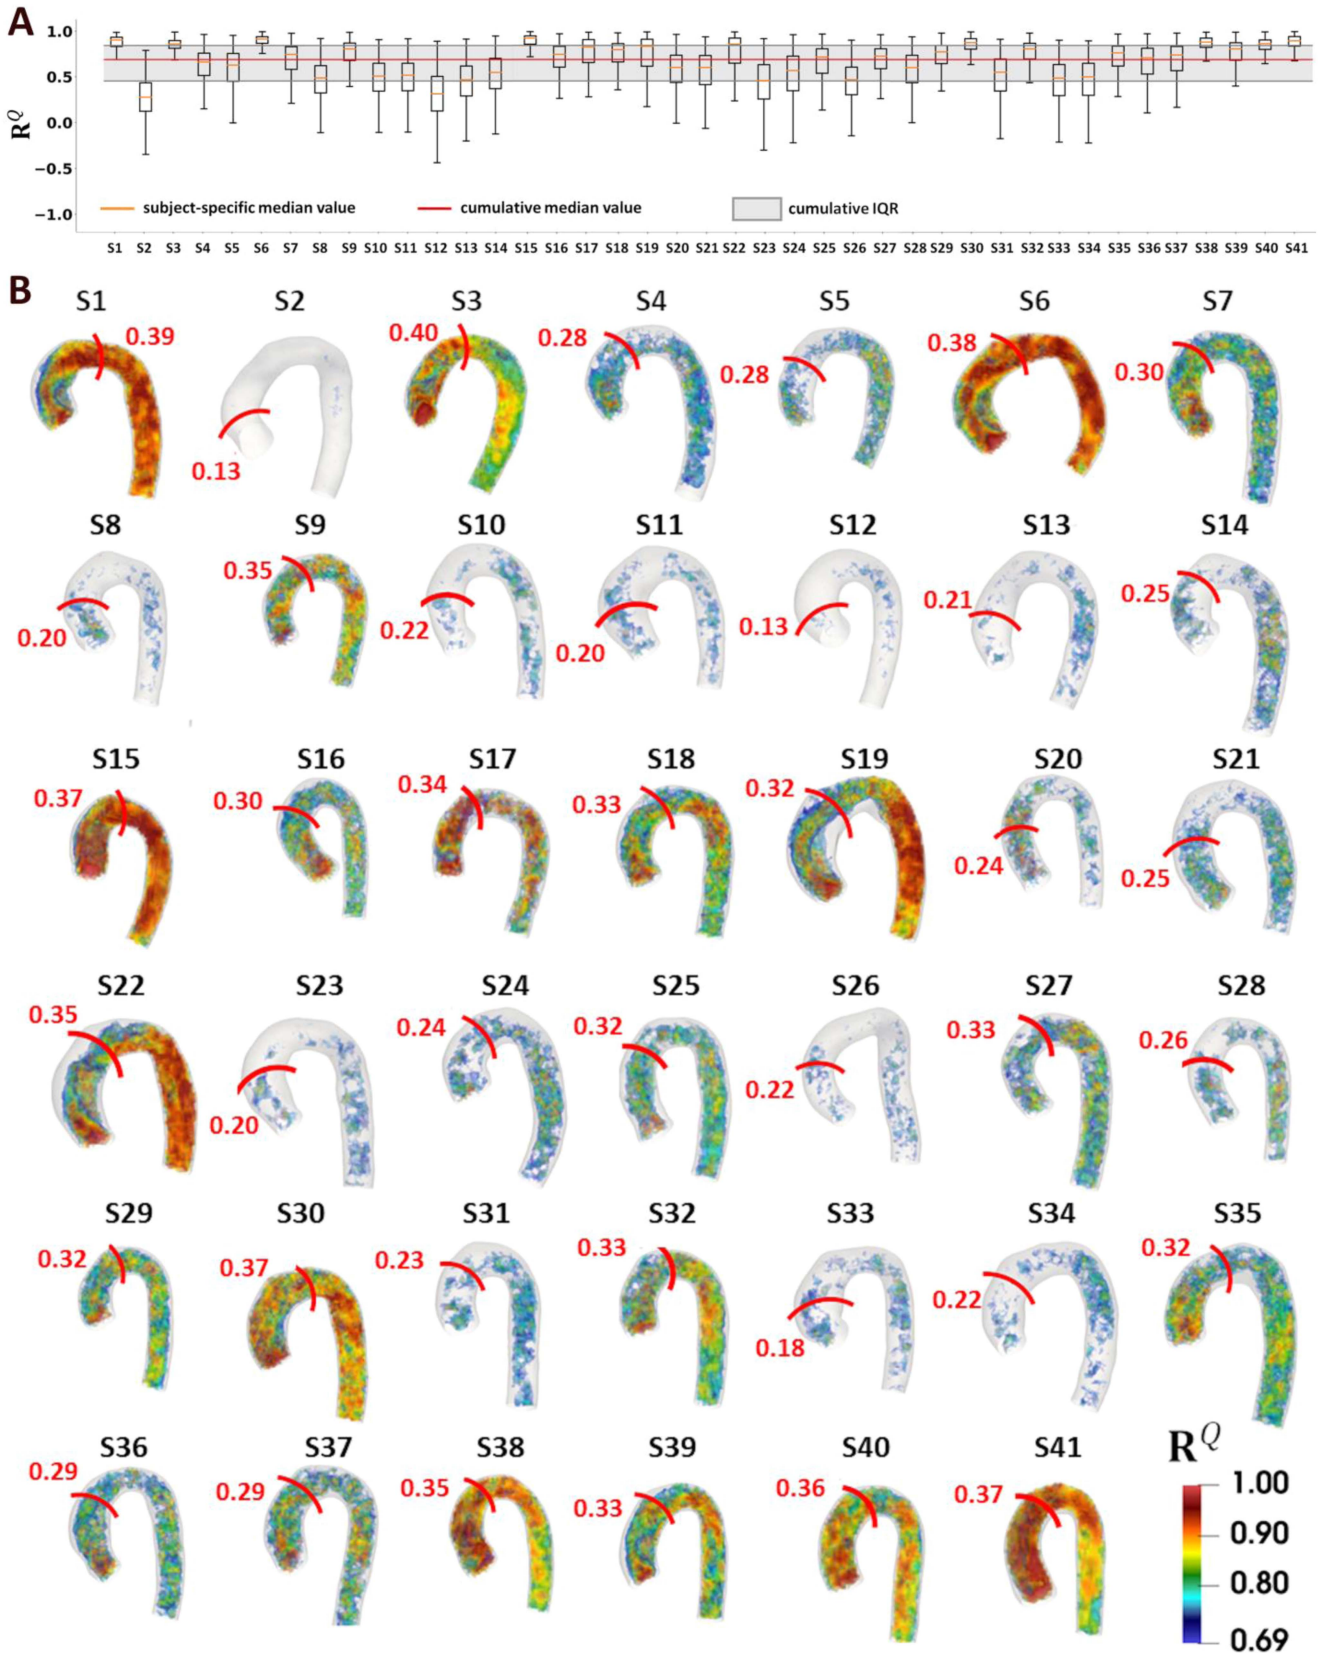 A
1.0
0.5
0.0
−0.5
−1.0
R^Q
subject-specific median value
cumulative median value
cumulative IQR
S1 S2 S3 S4 S5 S6 S7 S8 S9 S10 S11 S12 S13 S14 S15 S16 S17 S18 S19 S20 S21 S22 S23 S24 S25 S26 S27 S28 S29 S30 S31 S32 S33 S34 S35 S36 S37 S38 S39 S40 S41
B
S1 S2 S3 S4 S5 S6 S7
0.39 0.13 0.40 0.28 0.28 0.38 0.30
S8 S9 S10 S11 S12 S13 S14
0.20 0.35 0.22 0.20 0.13 0.21 0.25
S15 S16 S17 S18 S19 S20 S21
0.37 0.30 0.34 0.33 0.32 0.24 0.25
S22 S23 S24 S25 S26 S27 S28
0.35 0.20 0.24 0.32 0.22 0.33 0.26
S29 S30 S31 S32 S33 S34 S35
0.32 0.37 0.23 0.33 0.18 0.22 0.32
S36 S37 S38 S39 S40 S41
0.29 0.29 0.35 0.33 0.36 0.37
R^Q
1.00
0.90
0.80
0.69